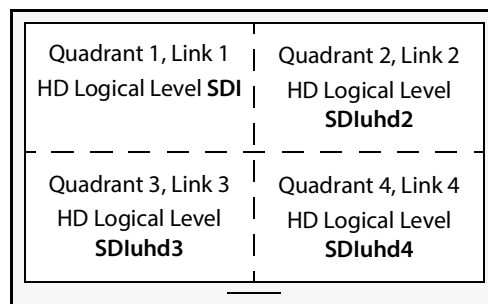 Quadrant 1, Link 1
HD Logical Level SDI
Quadrant 2, Link 2
HD Logical Level
SDIuhd2
Quadrant 3, Link 3
HD Logical Level
SDIuhd3
Quadrant 4, Link 4
HD Logical Level
SDIuhd4